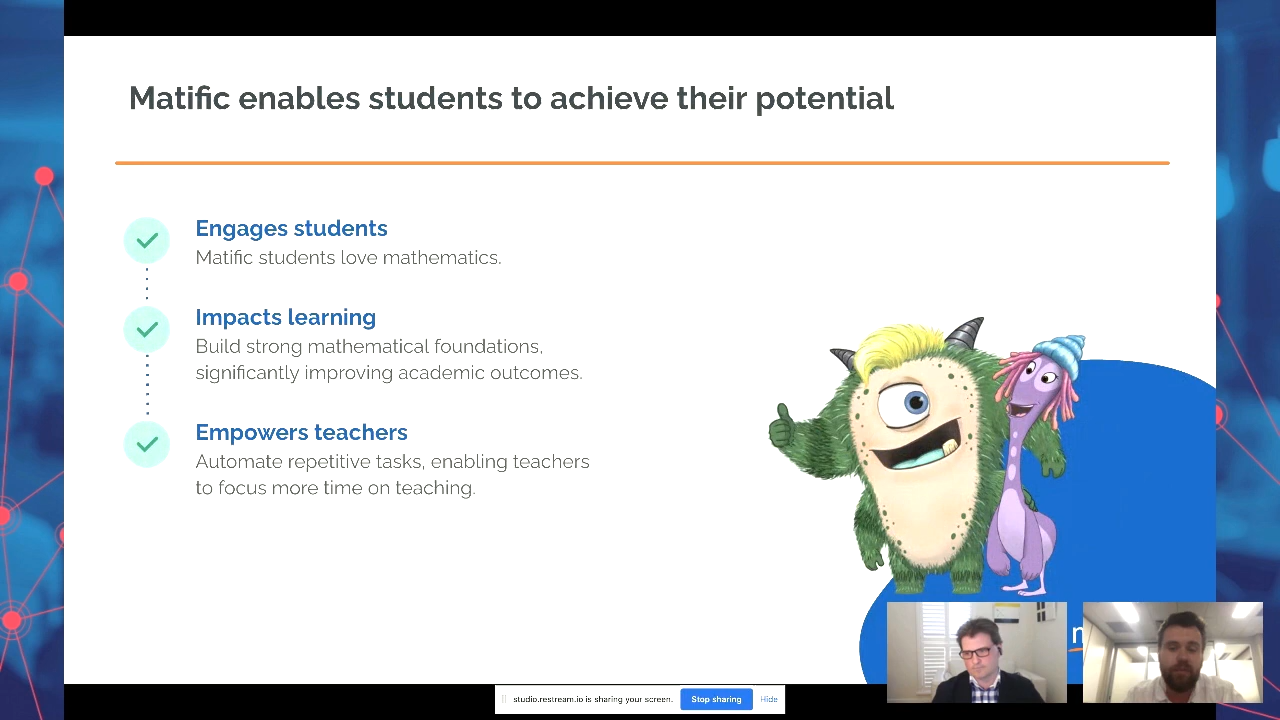 Matific enables students to achieve their potential
Engages students
Matific students love mathematics.
Impacts learning
Build strong mathematical foundations,
significantly improving academic outcomes.
Empowers teachers
Automate repetitive tasks, enabling teachers
to focus more time on teaching.
studio.restream.io is sharing your screen.
Stop sharing
Hide